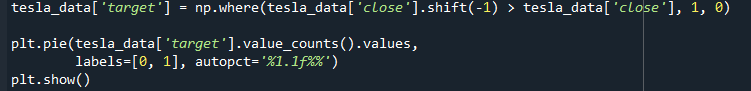 tesla_data['target'] = np.where(tesla_data['close'].shift(-1) > tesla_data['close'], 1, 0)
plt.pie(tesla_data['target'].value_counts().values,
labels=[0, 1], autopct='%1.1f%%')
plt.show()